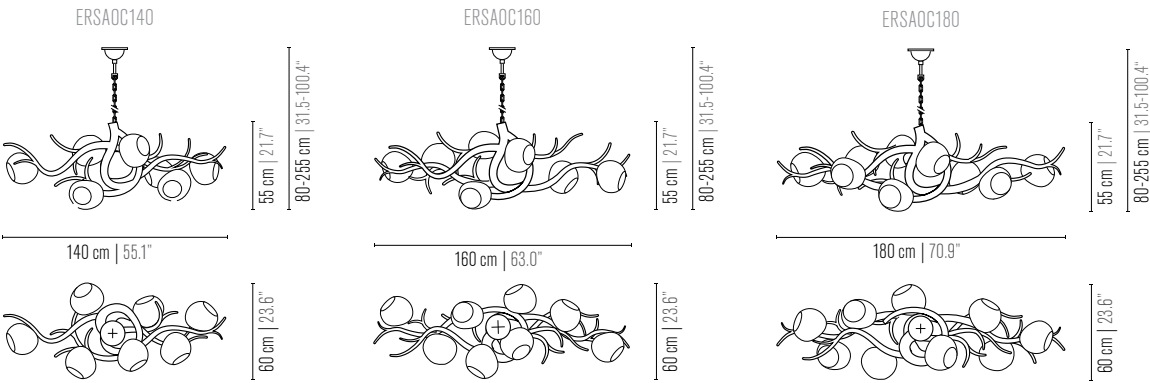 ERSAOC140
55 cm | 21.7"
80-255 cm | 31.5-100.4"
140 cm | 55.1"
60 cm | 23.6"
ERSAOC160
55 cm | 21.7"
80-255 cm | 31.5-100.4"
160 cm | 63.0"
60 cm | 23.6"
ERSAOC180
55 cm | 21.7"
80-255 cm | 31.5-100.4"
180 cm | 70.9"
60 cm | 23.6"